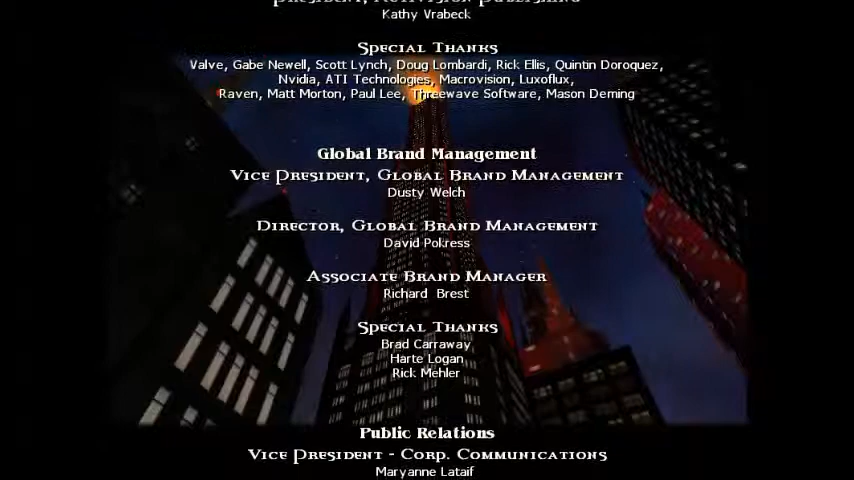 President, Activision Publishing
Kathy Vrabeck
Special Thanks
Valve, Gabe Newell, Scott Lynch, Doug Lombardi, Rick Ellis, Quintin Doroquez,
Nvidia, ATI Technologies, Macrovision, Luxoflux,
Raven, Matt Morton, Paul Lee, Threewave Software, Mason Deming
Global Brand Management
Vice President, Global Brand Management
Dusty Welch
Director, Global Brand Management
David Pokress
Associate Brand Manager
Richard Brest
Special Thanks
Brad Carraway
Harte Logan
Rick Mehler
Public Relations
Vice President - Corp. Communications
Maryanne Lataif